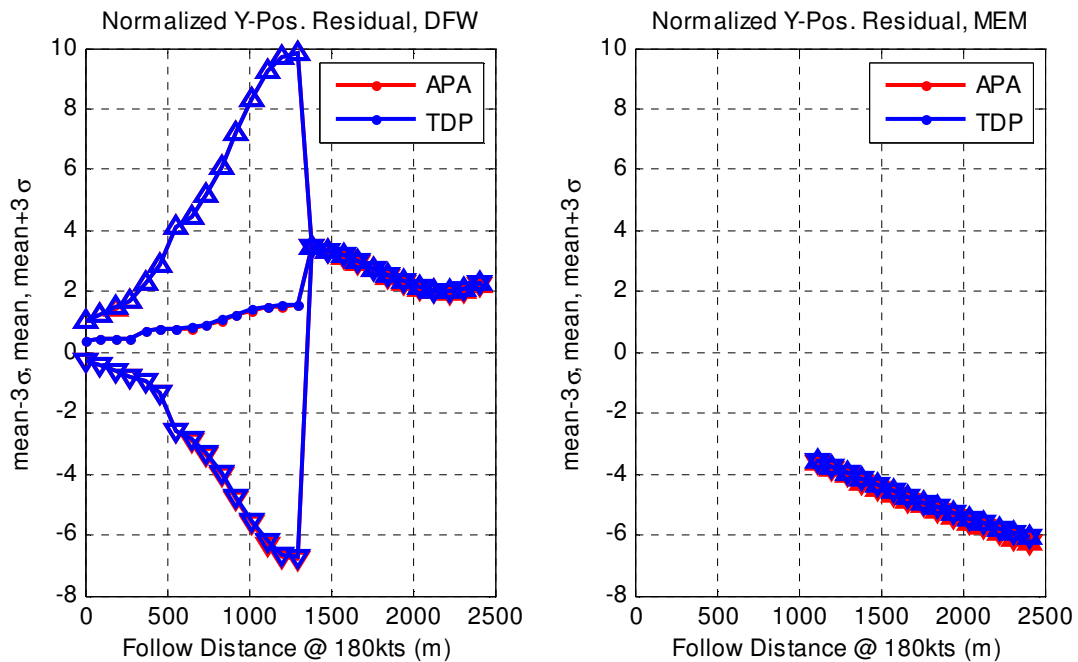 Normalized Y-Pos. Residual, DFW
mean-3σ, mean, mean+3σ
10
8
6
4
2
0
-2
-4
-6
-8
APA
TDP
0 500 1000 1500 2000 2500
Follow Distance @ 180kts (m)
Normalized Y-Pos. Residual, MEM
mean-3σ, mean, mean+3σ
10
8
6
4
2
0
-2
-4
-6
-8
APA
TDP
0 500 1000 1500 2000 2500
Follow Distance @ 180kts (m)